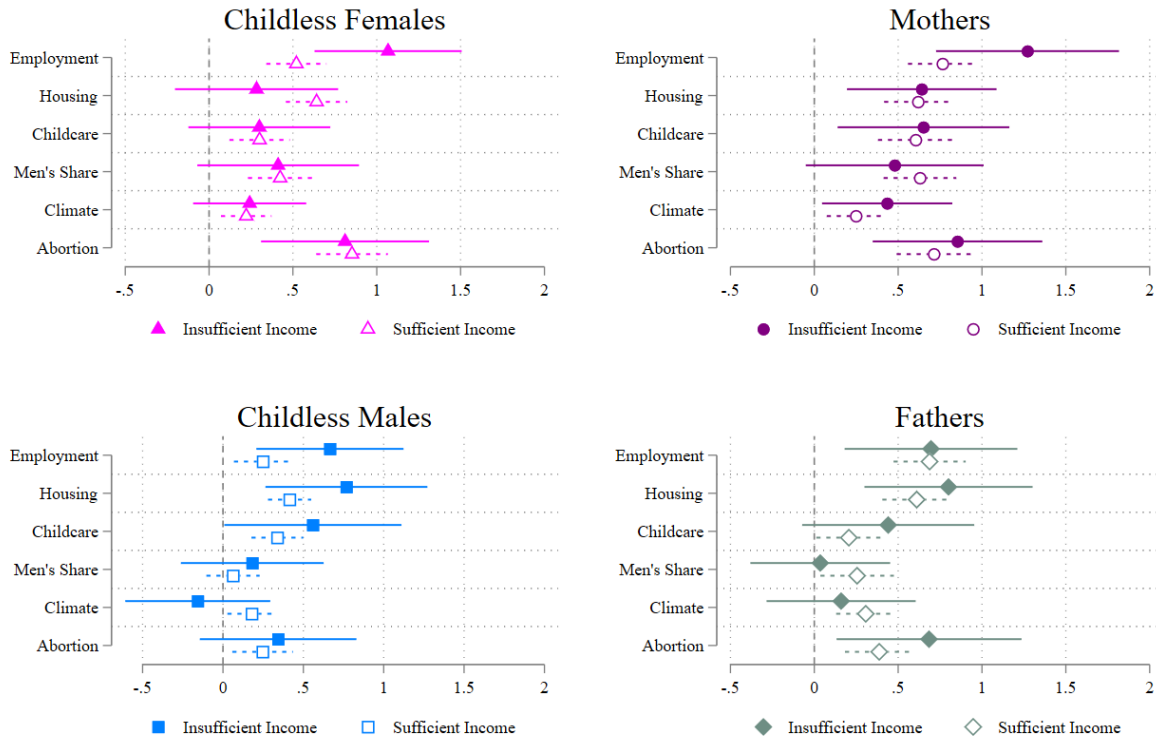 Childless Females
Employment
Housing
Childcare
Men's Share
Climate
Abortion
-.5 0 .5 1 1.5 2
Insufficient Income Sufficient Income
Mothers
Employment
Housing
Childcare
Men's Share
Climate
Abortion
-.5 0 .5 1 1.5 2
Insufficient Income Sufficient Income
Childless Males
Employment
Housing
Childcare
Men's Share
Climate
Abortion
-.5 0 .5 1 1.5 2
Insufficient Income Sufficient Income
Fathers
Employment
Housing
Childcare
Men's Share
Climate
Abortion
-.5 0 .5 1 1.5 2
Insufficient Income Sufficient Income